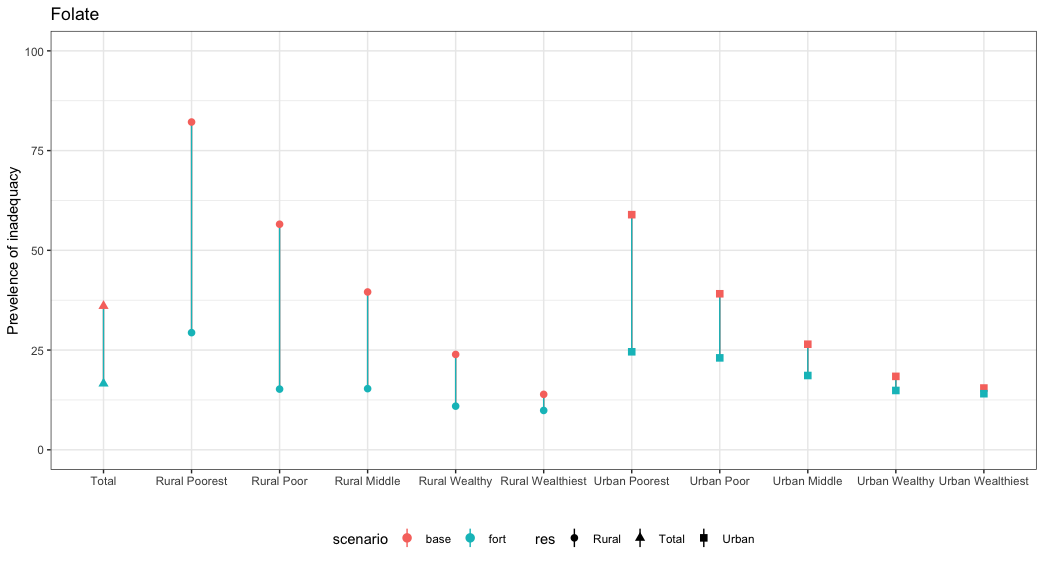 Folate
Prevelence of inadequacy
100
75
50
25
0
Total Rural Poorest Rural Poor Rural Middle Rural Wealthy Rural Wealthiest Urban Poorest Urban Poor Urban Middle Urban Wealthy Urban Wealthiest
scenario base fort res Rural Total Urban